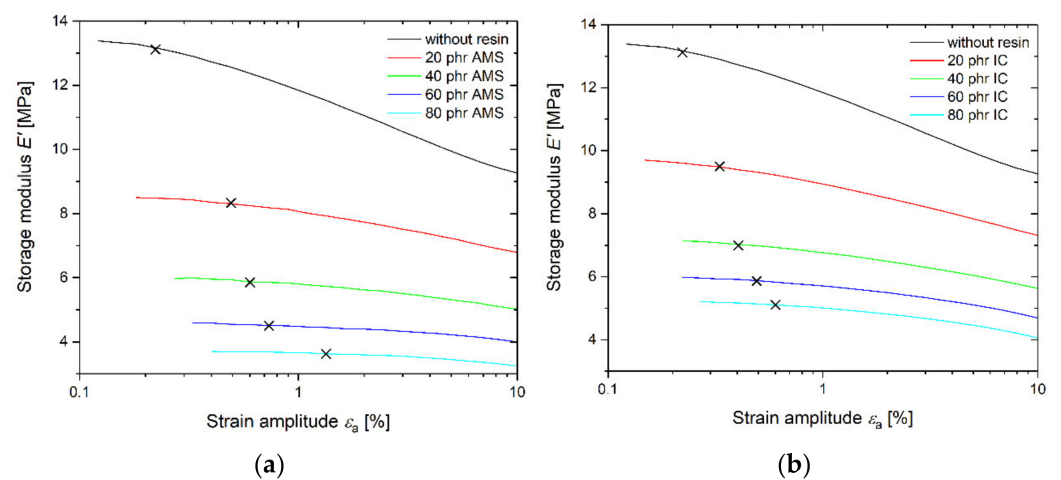 14
12
10
8
6
4
0.1
1
10
Storage modulus E' [MPa]
Strain amplitude εa [%]
without resin
20 phr AMS
40 phr AMS
60 phr AMS
80 phr AMS
(a)
14
12
10
8
6
4
0.1
1
10
Storage modulus E' [MPa]
Strain amplitude εa [%]
without resin
20 phr IC
40 phr IC
60 phr IC
80 phr IC
(b)